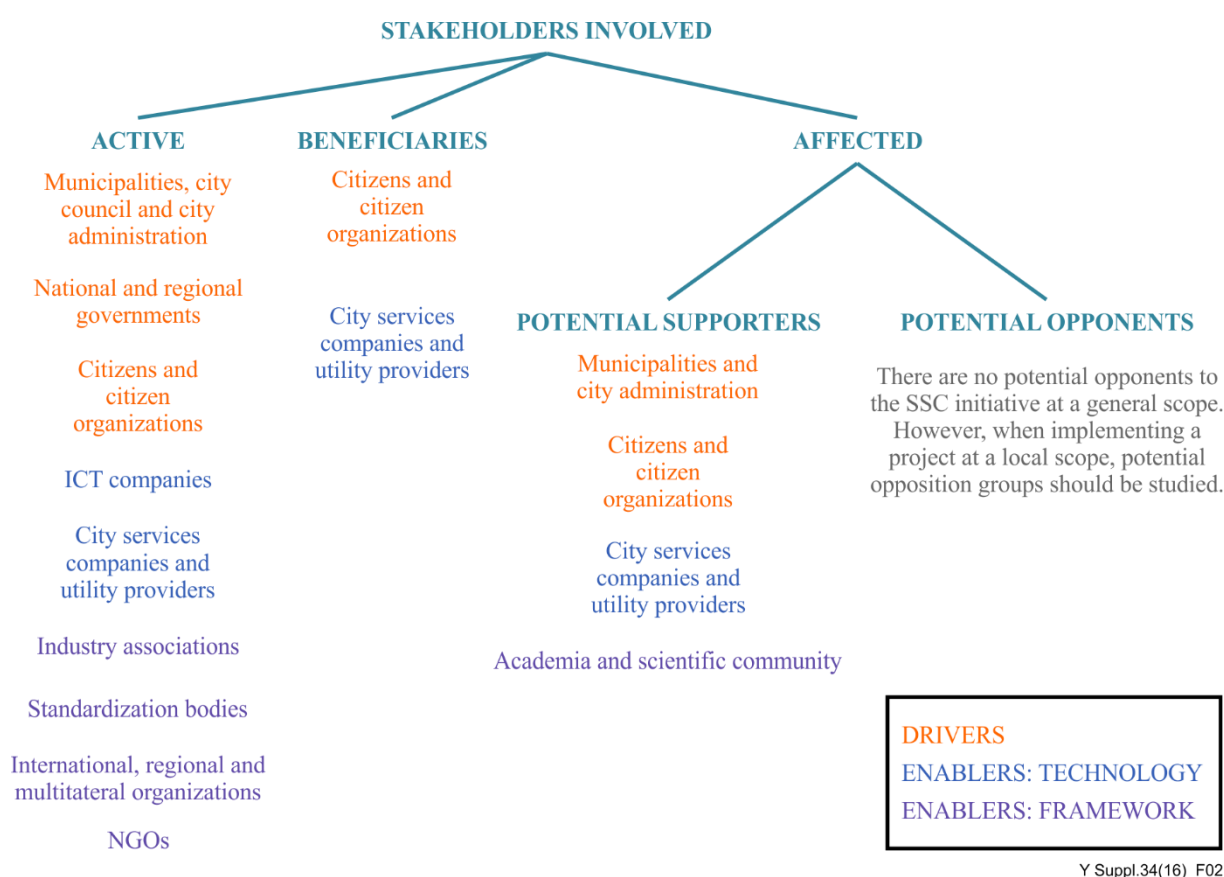 STAKEHOLDERS INVOLVED
ACTIVE
Municipalities, city
council and city
administration
National and regional
governments
Citizens and
citizen
organizations
ICT companies
City services
companies and
utility providers
Industry associations
Standardization bodies
International, regional and
multitateral organizations
NGOs
BENEFICIARIES
Citizens and
citizen
organizations
City services
companies and
utility providers
AFFECTED
POTENTIAL SUPPORTERS
Municipalities and
city administration
Citizens and
citizen
organizations
City services
companies and
utility providers
Academia and scientific community
POTENTIAL OPPONENTS
There are no potential opponents to
the SSC initiative at a general scope.
However, when implementing a
project at a local scope, potential
opposition groups should be studied.
DRIVERS
ENABLERS: TECHNOLOGY
ENABLERS: FRAMEWORK
Y Suppl.34(16)_F02